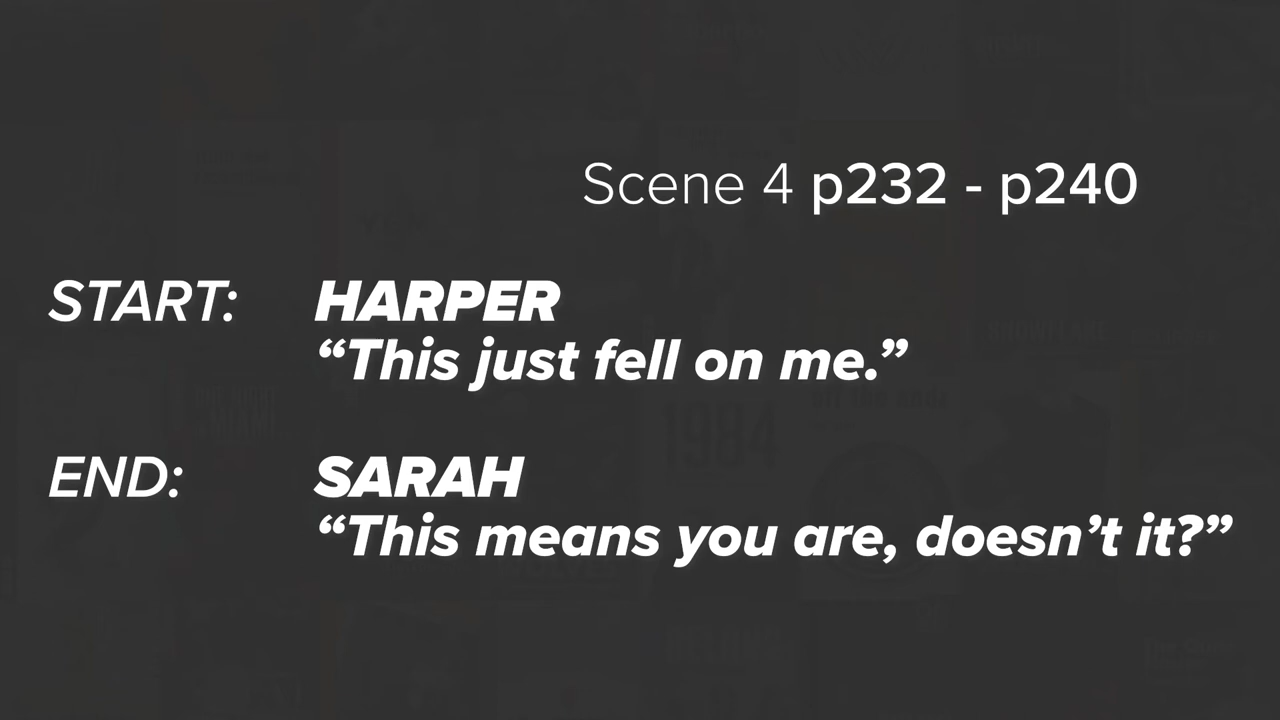 Scene 4 p232 - p240
START: HARPER
“This just fell on me.”
1984
END: SARAH
“This means you are, doesn’t it?”